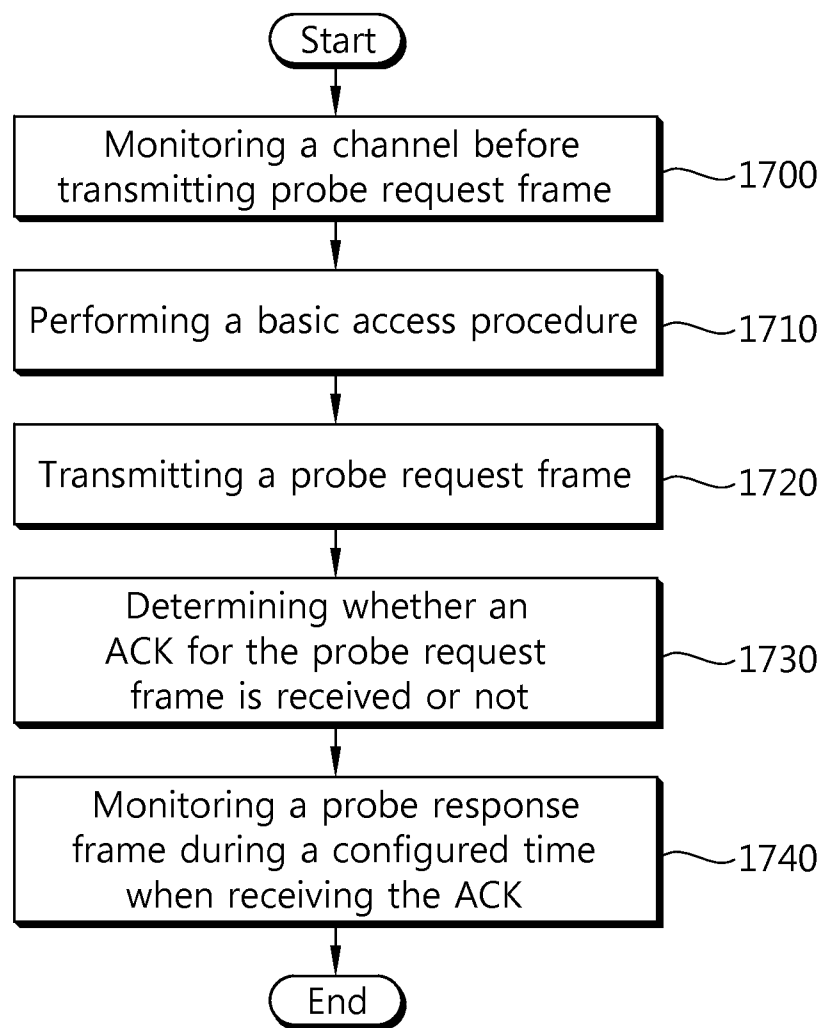 Start
Monitoring a channel before
transmitting probe request frame
1700
Performing a basic access procedure
1710
Transmitting a probe request frame
1720
Determining whether an
ACK for the probe request
frame is received or not
1730
Monitoring a probe response
frame during a configured time
when receiving the ACK
1740
End